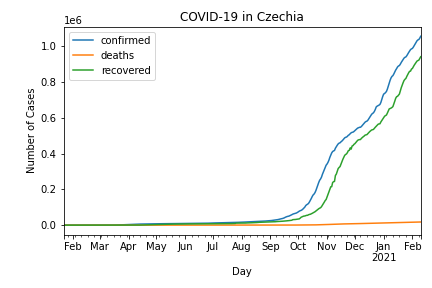 COVID-19 in Czechia
1e6
confirmed
deaths
recovered
Number of Cases
1.0
0.8
0.6
0.4
0.2
0.0
Feb Mar Apr May Jun Jul Aug Sep Oct Nov Dec Jan Feb
2021
Day